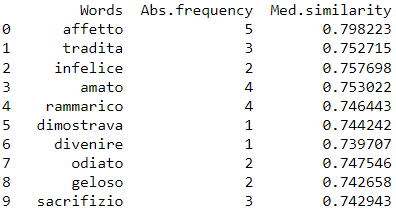 Words Abs.frequency Med.similarity
0 affetto 5 0.798223
1 tradita 3 0.752715
2 infelice 2 0.757698
3 amato 4 0.753022
4 rammarico 4 0.746443
5 dimostrava 1 0.744242
6 divenire 1 0.739707
7 odiato 2 0.747546
8 geloso 2 0.742658
9 sacrifizio 3 0.742943